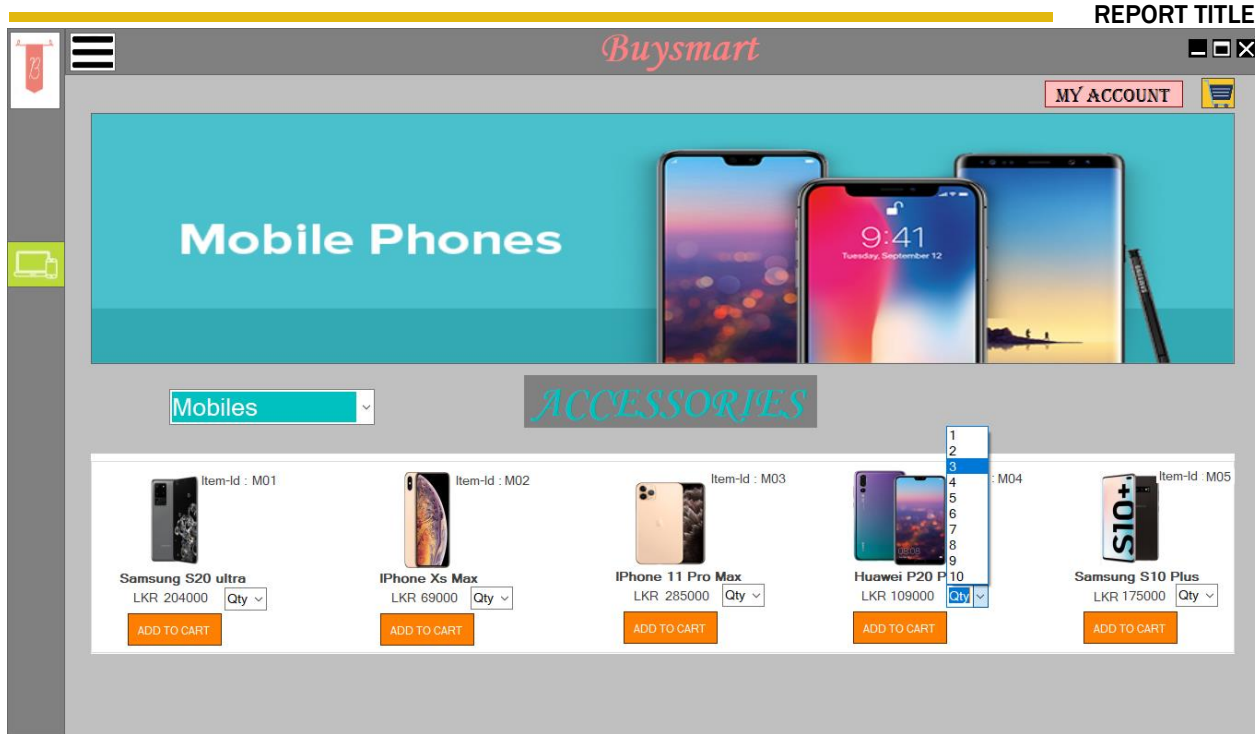 REPORT TITLE
B
Buysmart
MY ACCOUNT
Mobile Phones
9:41
Tuesday, September 12
SAMSUNG
Mobiles
ACCESSORIES
1
2
3
4
5
6
7
8
9
10
Item-Id : M01
Item-Id : M02
Item-Id : M03
: M04
Item-Id : M05
08:08
S10+
Samsung S20 ultra
IPhone Xs Max
IPhone 11 Pro Max
Huawei P20 P
Samsung S10 Plus
LKR 204000 Qty
LKR 69000 Qty
LKR 285000 Qty
LKR 109000 Qty
LKR 175000 Qty
ADD TO CART
ADD TO CART
ADD TO CART
ADD TO CART
ADD TO CART